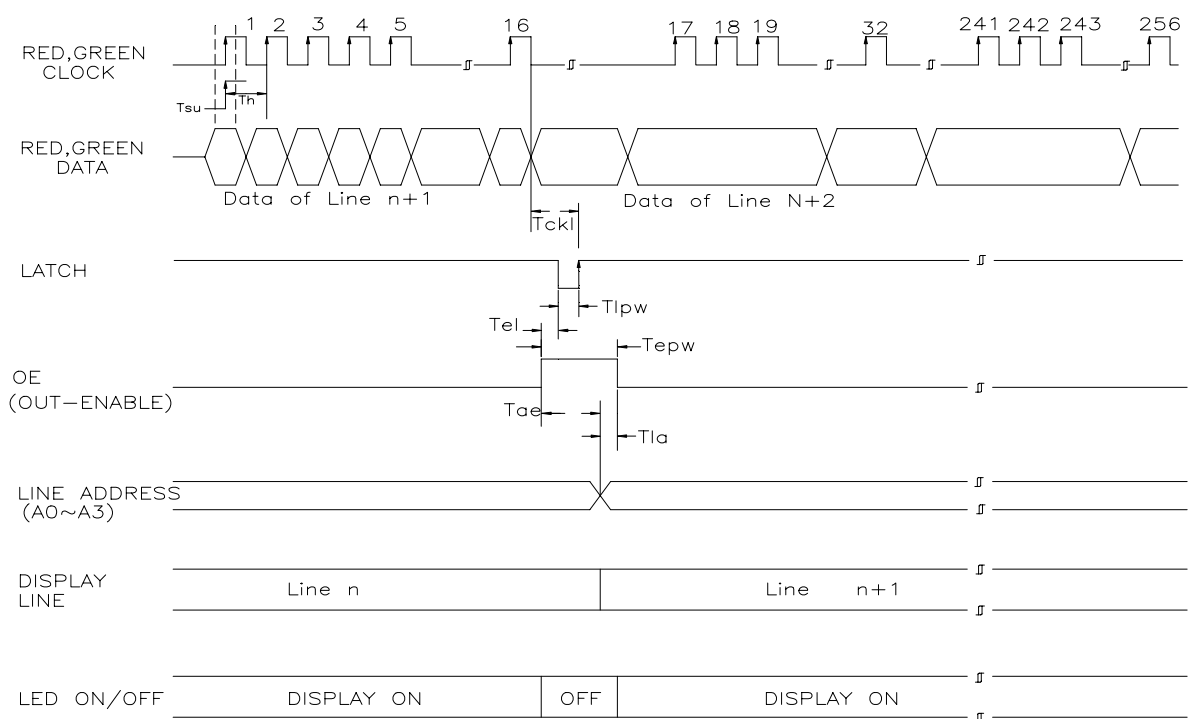 1 2 3 4 5 16 17 18 19 32 241 242 243 256
RED,GREEN
CLOCK
Tsu
Th
RED,GREEN
DATA
Data of Line n+1
Data of Line N+2
Tckl
LATCH
Tlpw
Tel
Tepw
OE
(OUT-ENABLE)
Tae
Tla
LINE ADDRESS
(A0~A3)
DISPLAY
LINE
Line n
Line n+1
LED ON/OFF
DISPLAY ON
OFF
DISPLAY ON